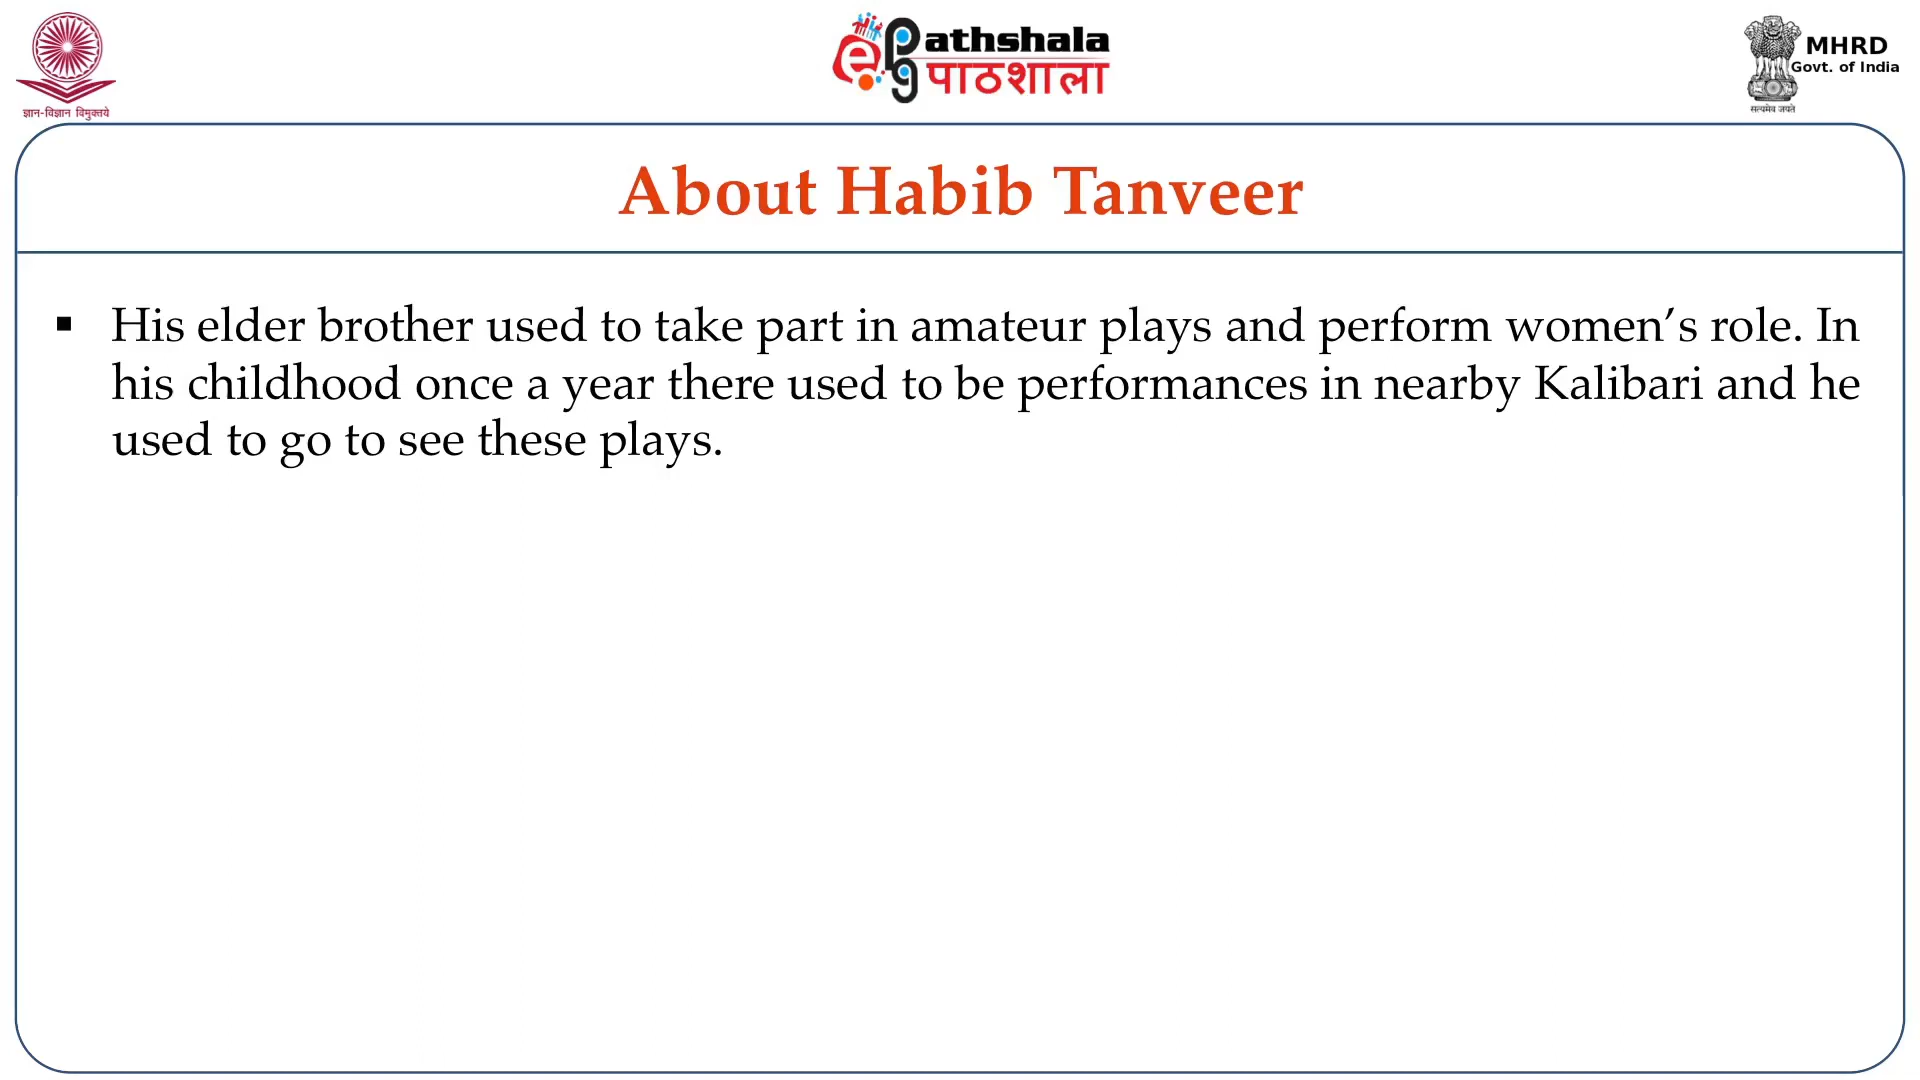 ज्ञान-विज्ञान विमुक्तये
ePathshala
पाठशाला
MHRD
Govt. of India
सत्यमेव जयते
About Habib Tanveer
▪ His elder brother used to take part in amateur plays and perform women’s role. In
his childhood once a year there used to be performances in nearby Kalibari and he
used to go to see these plays.